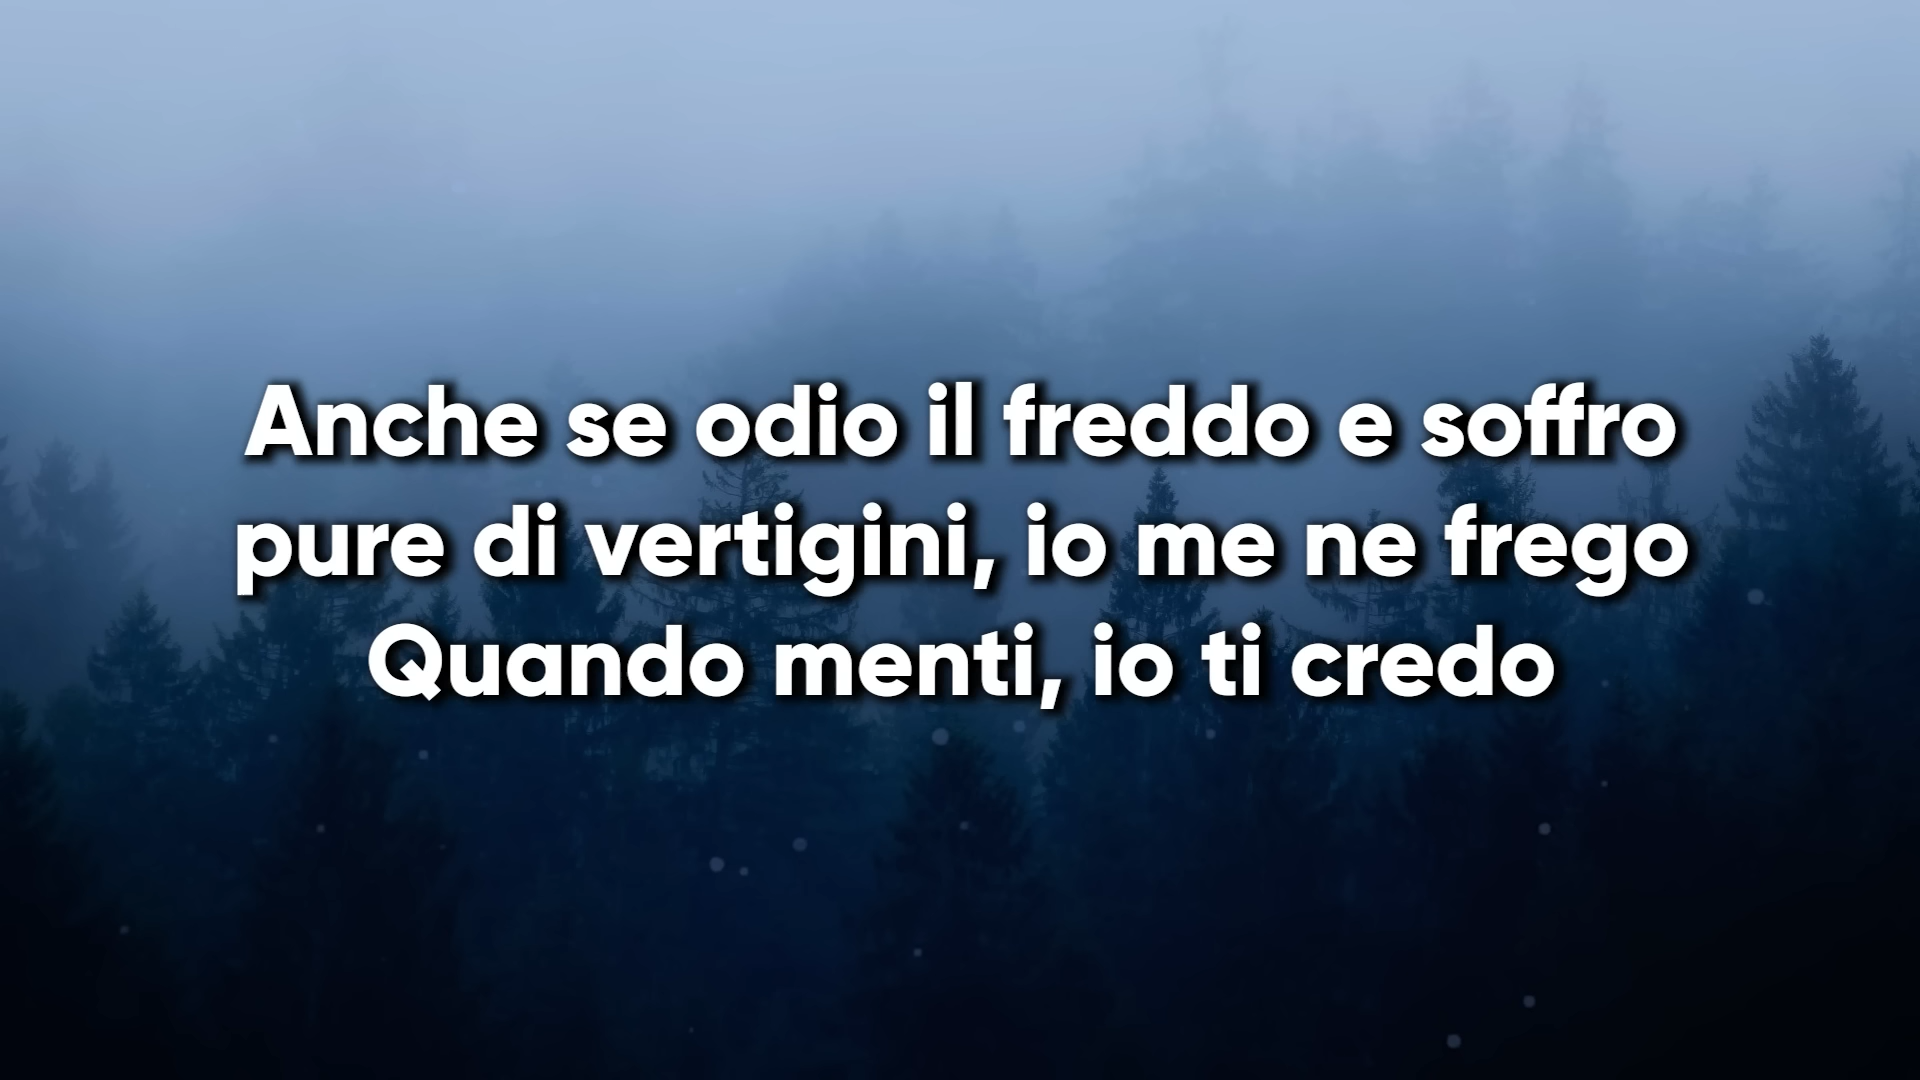 Anche se odio il freddo e soffro
pure di vertigini, io me ne frego
Quando menti, io ti credo